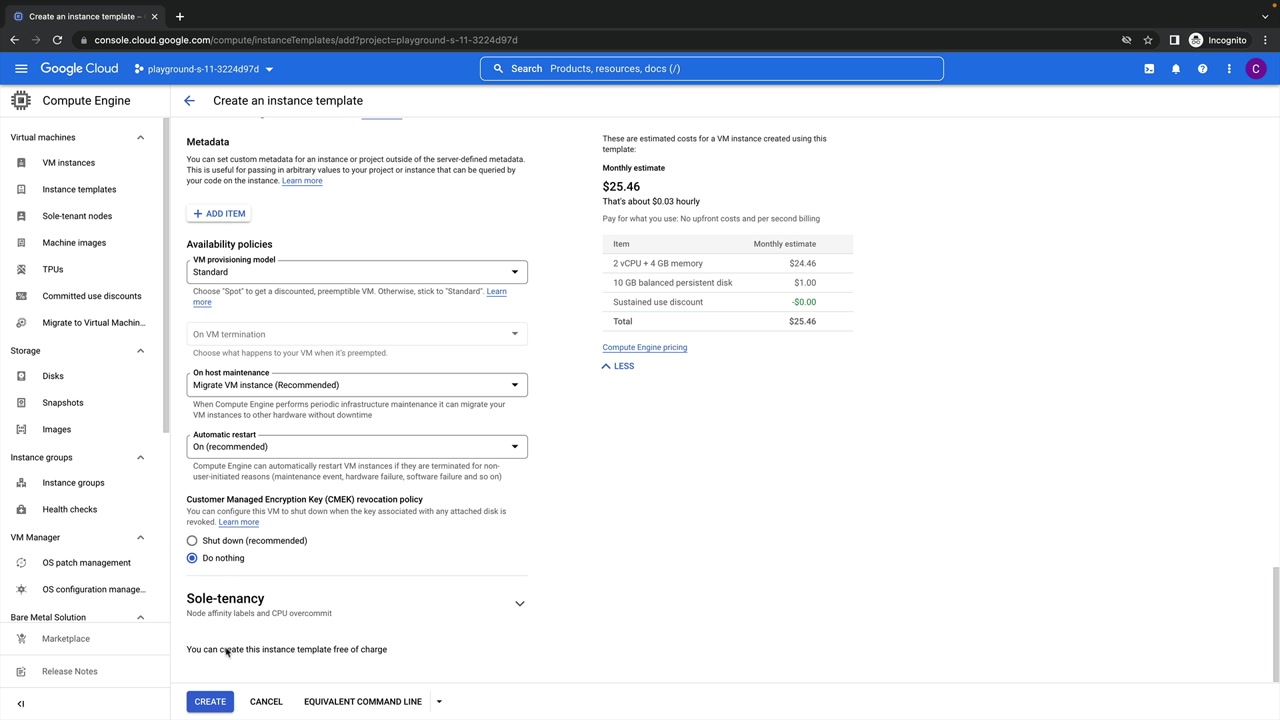 Create an instance template –
console.cloud.google.com/compute/instanceTemplates/add?project=playground-s-11-3224d97d
Incognito
Google Cloud
playground-s-11-3224d97d
Search Products, resources, docs (/)
C
Compute Engine
Create an instance template
Virtual machines
VM instances
Instance templates
Sole-tenant nodes
Machine images
TPUs
Committed use discounts
Migrate to Virtual Machin...
Storage
Disks
Snapshots
Images
Instance groups
Instance groups
Health checks
VM Manager
OS patch management
OS configuration manage...
Bare Metal Solution
Marketplace
Release Notes
Metadata
You can set custom metadata for an instance or project outside of the server-defined metadata.
This is useful for passing in arbitrary values to your project or instance that can be queried by
your code on the instance. Learn more
+ ADD ITEM
Availability policies
VM provisioning model
Standard
Choose "Spot" to get a discounted, preemptible VM. Otherwise, stick to "Standard". Learn
more
On VM termination
Choose what happens to your VM when it's preempted.
On host maintenance
Migrate VM instance (Recommended)
When Compute Engine performs periodic infrastructure maintenance it can migrate your
VM instances to other hardware without downtime
Automatic restart
On (recommended)
Compute Engine can automatically restart VM instances if they are terminated for non-
user-initiated reasons (maintenance event, hardware failure, software failure and so on)
Customer Managed Encryption Key (CMEK) revocation policy
You can configure this VM to shut down when the key associated with any attached disk is
revoked. Learn more
Shut down (recommended)
Do nothing
Sole-tenancy
Node affinity labels and CPU overcommit
You can create this instance template free of charge
CREATE
CANCEL
EQUIVALENT COMMAND LINE
These are estimated costs for a VM instance created using this
template:
Monthly estimate
$25.46
That's about $0.03 hourly
Pay for what you use: No upfront costs and per second billing
Item Monthly estimate
2 vCPU + 4 GB memory $24.46
10 GB balanced persistent disk $1.00
Sustained use discount -$0.00
Total $25.46
Compute Engine pricing
LESS